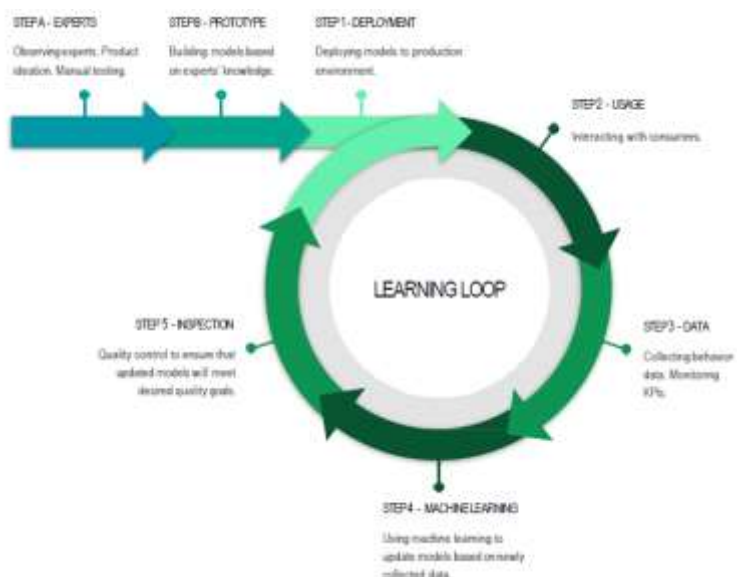 STEP A - EXPERTS
Observing experts. Product
ideation. Manual testing.
STEP B - PROTOTYPE
Building models based
on experts' knowledge.
STEP 1 - DEPLOYMENT
Deploying models to production
environment.
STEP 2 - USAGE
Interacting with consumers.
LEARNING LOOP
STEP 3 - DATA
Collecting behavior
data. Monitoring
KPIs.
STEP 5 - INSPECTION
Quality control to ensure that
updated models will meet
desired quality goals.
STEP 4 - MACHINE LEARNING
Using machine learning to
update models based on newly
collected data.